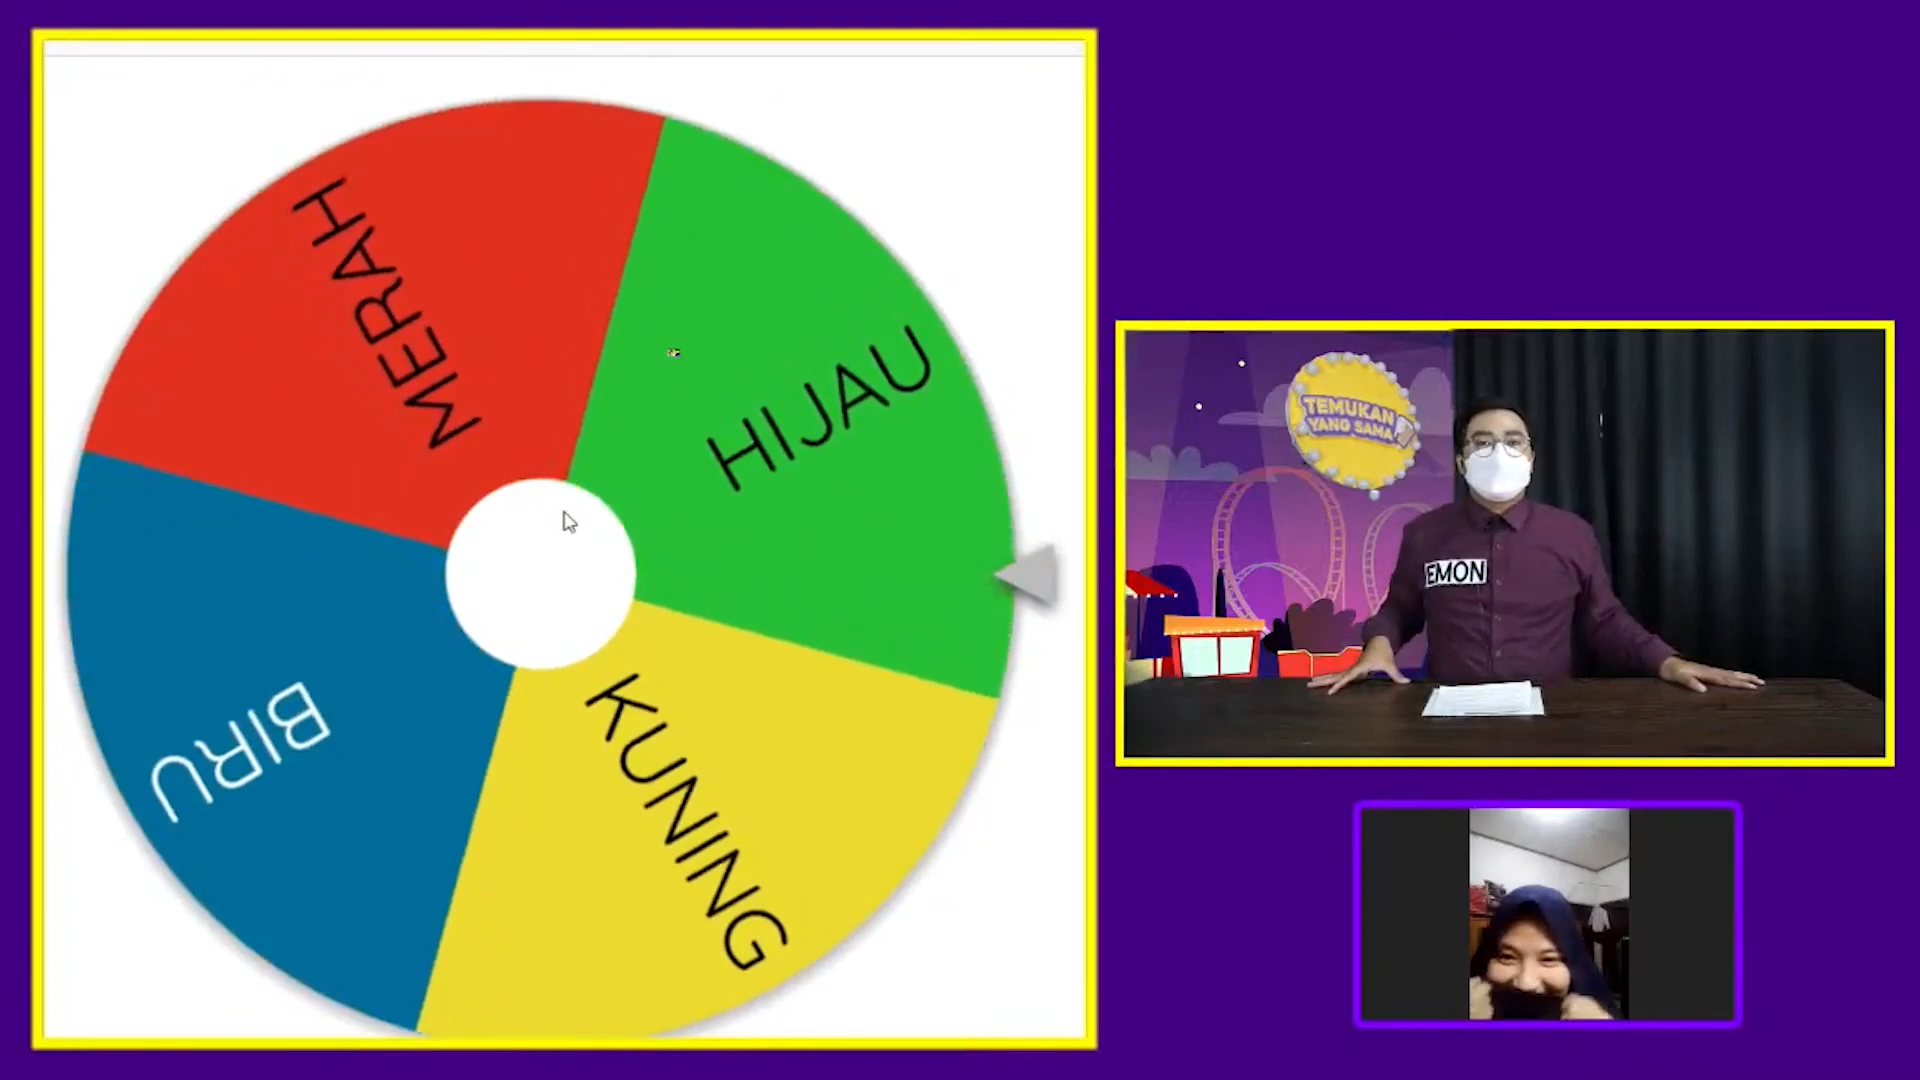 MERAH
HIJAU
BIRU
KUNING
TEMUKAN
YANG SAMA
EMON